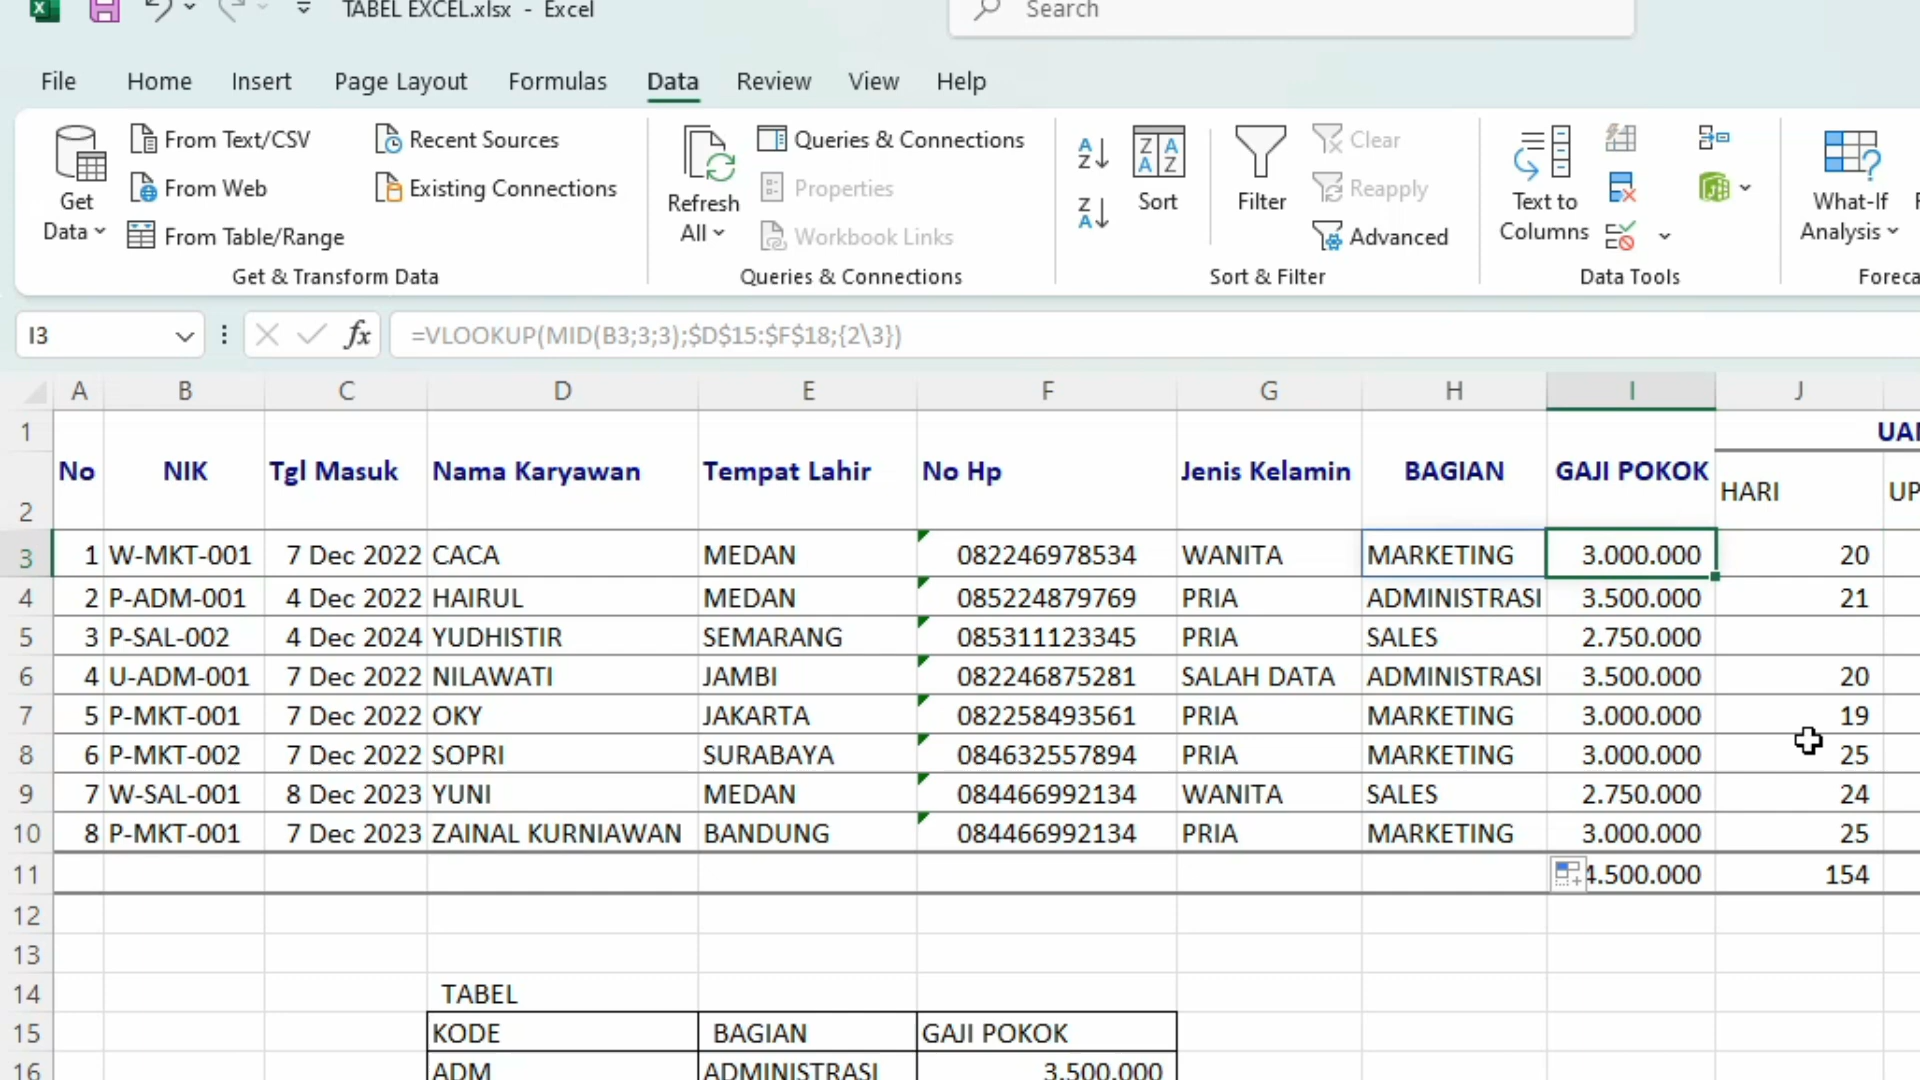 TABEL EXCEL.xlsx - Excel
Search
File Home Insert Page Layout Formulas Data Review View Help
Get Data
From Text/CSV
From Web
From Table/Range
Recent Sources
Existing Connections
Get & Transform Data
Refresh All
Queries & Connections
Properties
Workbook Links
Queries & Connections
Sort
Filter
Clear
Reapply
Advanced
Sort & Filter
Text to Columns
Data Tools
What-If Analysis
I3
fx
=VLOOKUP(MID(B3;3;3);$D$15:$F$18;{2\3})
A B C D E F G H I J
1
No NIK Tgl Masuk Nama Karyawan Tempat Lahir No Hp Jenis Kelamin BAGIAN GAJI POKOK
2 HARI
3 1 W-MKT-001 7 Dec 2022 CACA MEDAN 082246978534 WANITA MARKETING 3.000.000 20
4 2 P-ADM-001 4 Dec 2022 HAIRUL MEDAN 085224879769 PRIA ADMINISTRASI 3.500.000 21
5 3 P-SAL-002 4 Dec 2024 YUDHISTIR SEMARANG 085311123345 PRIA SALES 2.750.000
6 4 U-ADM-001 7 Dec 2022 NILAWATI JAMBI 082246875281 SALAH DATA ADMINISTRASI 3.500.000 20
7 5 P-MKT-001 7 Dec 2022 OKY JAKARTA 082258493561 PRIA MARKETING 3.000.000 19
8 6 P-MKT-002 7 Dec 2022 SOPRI SURABAYA 084632557894 PRIA MARKETING 3.000.000 25
9 7 W-SAL-001 8 Dec 2023 YUNI MEDAN 084466992134 WANITA SALES 2.750.000 24
10 8 P-MKT-001 7 Dec 2023 ZAINAL KURNIAWAN BANDUNG 084466992134 PRIA MARKETING 3.000.000 25
11 4.500.000 154
12
13
14 TABEL
15 KODE BAGIAN GAJI POKOK
16 ADM ADMINISTRASI 3.500.000